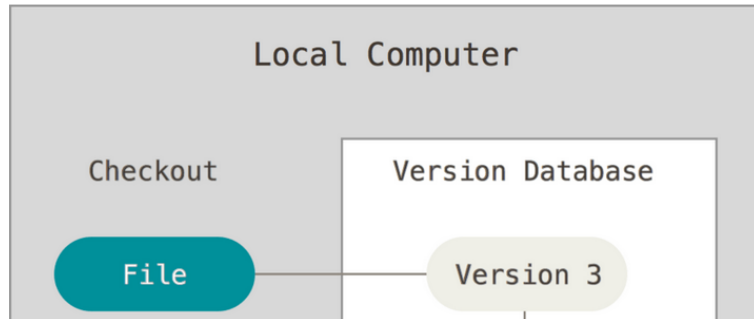 Local Computer
Checkout
Version Database
File
Version 3